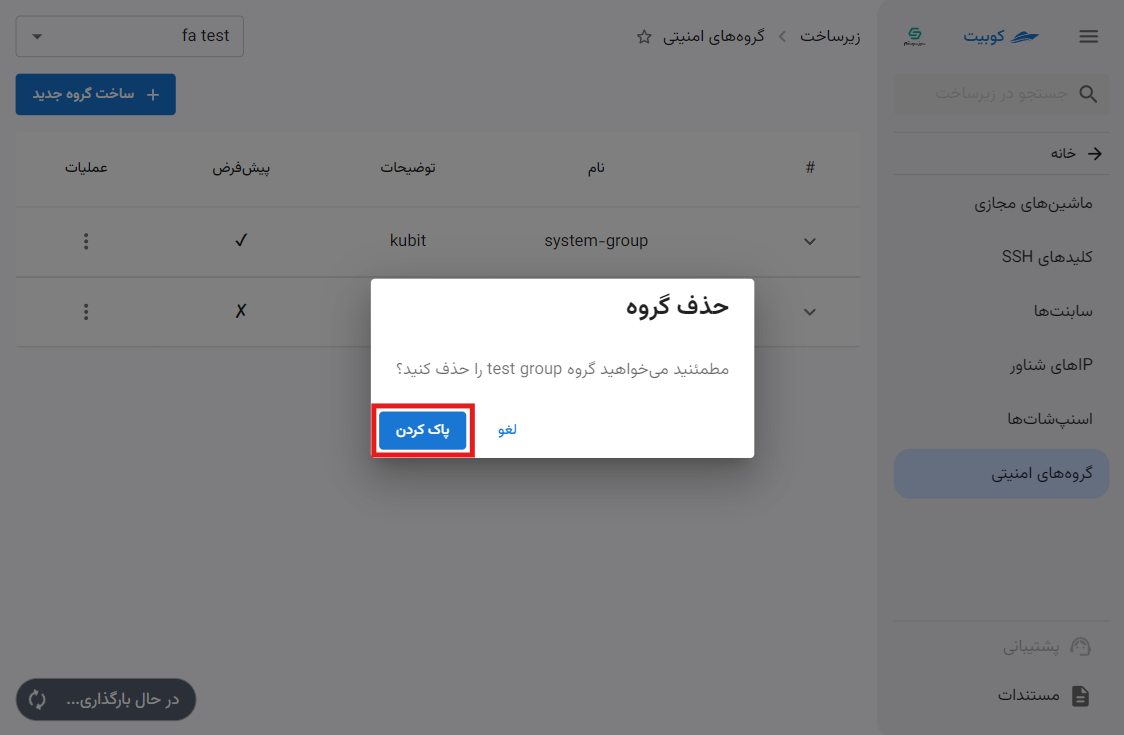 کوبیت
زیرساخت
گروه‌های امنیتی
fa test
جستجو در زیرساخت
خانه
ماشین‌های مجازی
کلیدهای SSH
سابنت‌ها
IPهای شناور
اسنپ‌شات‌ها
گروه‌های امنیتی
پشتیبانی
مستندات
+ ساخت گروه جدید
# نام توضیحات پیش‌فرض عملیات
system-group kubit ✓
✗
حذف گروه
مطمئنید می‌خواهید گروه test group را حذف کنید؟
لغو
پاک کردن
در حال بارگذاری...